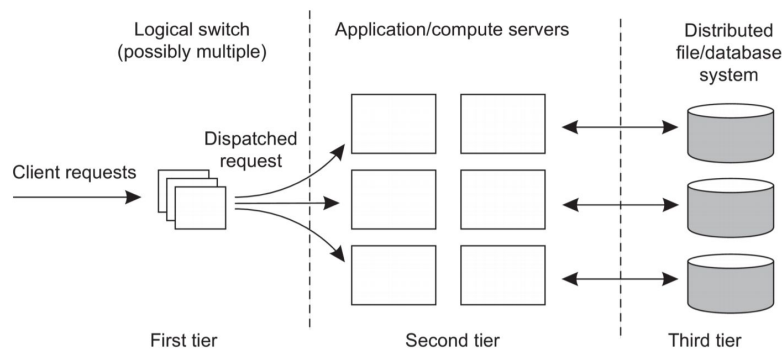 Logical switch
(possibly multiple)
Application/compute servers
Distributed
file/database
system
Dispatched
request
Client requests
First tier
Second tier
Third tier